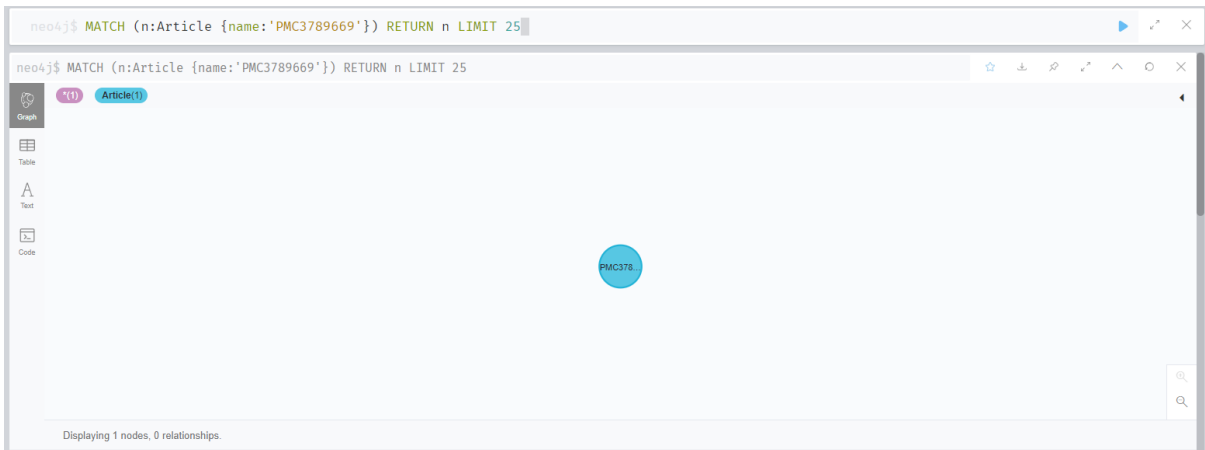 neo4j$ MATCH (n:Article {name:'PMC3789669'}) RETURN n LIMIT 25
neo4j$ MATCH (n:Article {name:'PMC3789669'}) RETURN n LIMIT 25
*(1) Article(1)
Graph
Table
A
Text
Code
PMC378...
Displaying 1 nodes, 0 relationships.